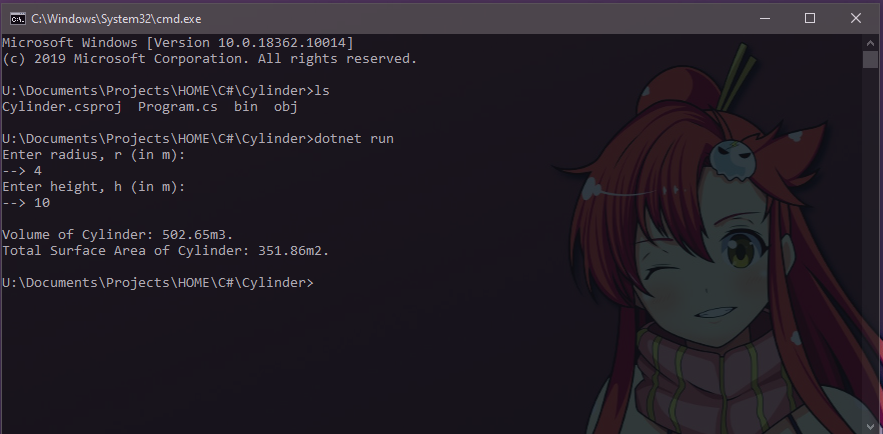 C:\Windows\System32\cmd.exe
Microsoft Windows [Version 10.0.18362.10014]
(c) 2019 Microsoft Corporation. All rights reserved.
U:\Documents\Projects\HOME\C#\Cylinder>ls
Cylinder.csproj  Program.cs  bin  obj
U:\Documents\Projects\HOME\C#\Cylinder>dotnet run
Enter radius, r (in m):
--> 4
Enter height, h (in m):
--> 10
Volume of Cylinder: 502.65m3.
Total Surface Area of Cylinder: 351.86m2.
U:\Documents\Projects\HOME\C#\Cylinder>